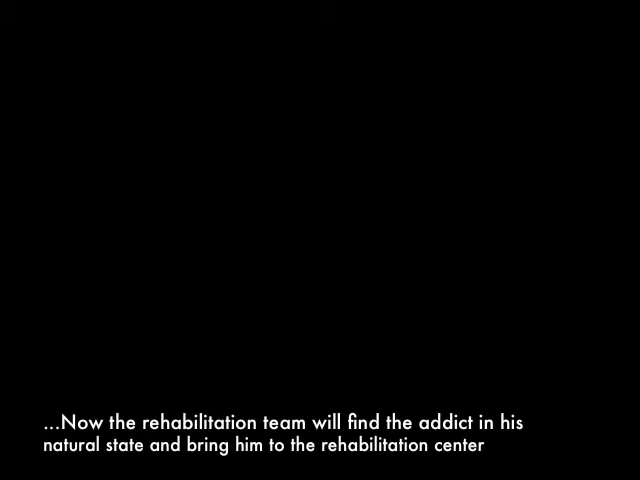 ...Now the rehabilitation team will find the addict in his
natural state and bring him to the rehabilitation center